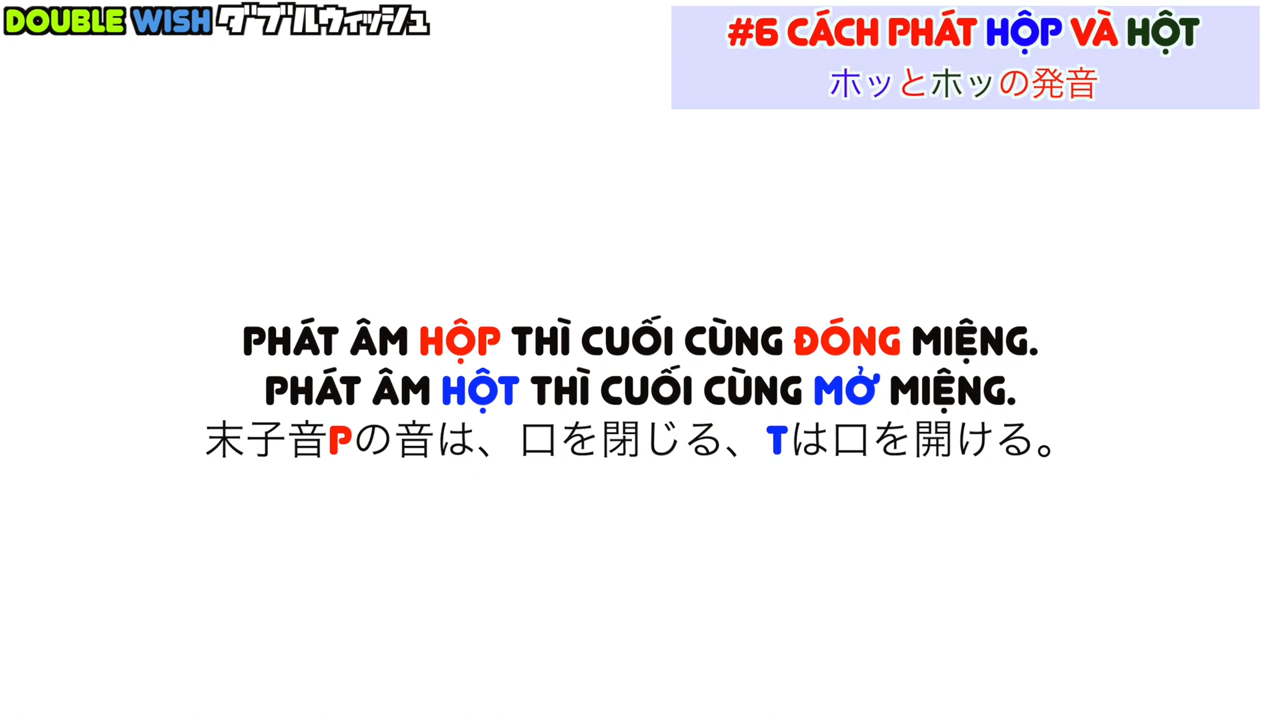 DOUBLE WISH ダブルウィッシュ
#6 CÁCH PHÁT HỘP VÀ HỘT
ホッとホッの発音
PHÁT ÂM HỘP THÌ CUỐI CÙNG ĐÓNG MIỆNG.
PHÁT ÂM HỘT THÌ CUỐI CÙNG MỞ MIỆNG.
末子音Pの音は、口を閉じる、Tは口を開ける。